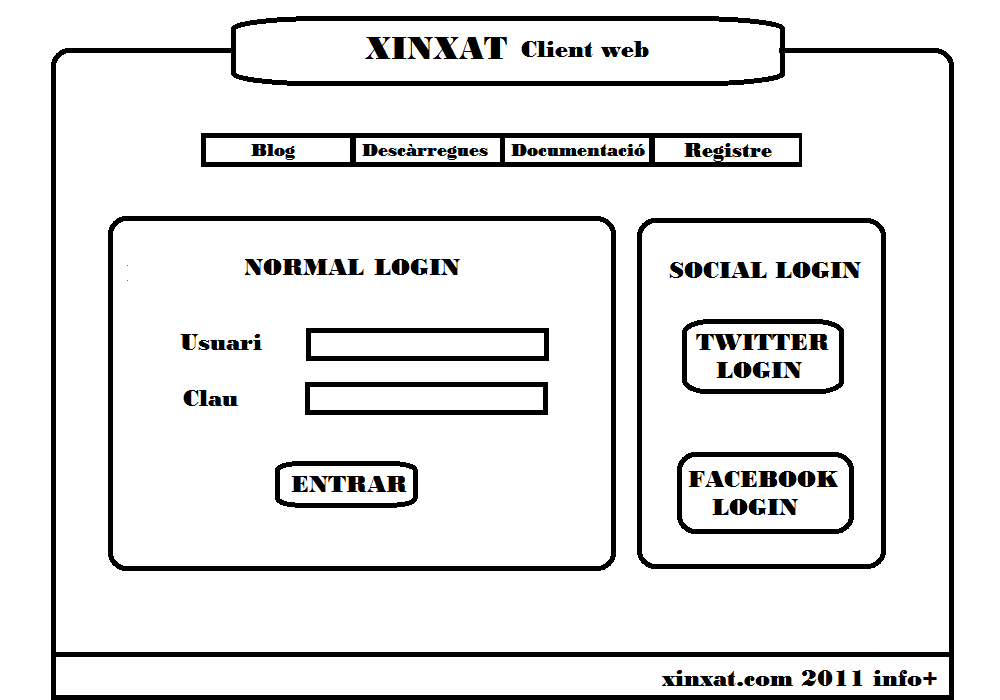 XINXAT Client web
Blog Descàrregues Documentació Registre
NORMAL LOGIN
Usuari
Clau
ENTRAR
SOCIAL LOGIN
TWITTER
LOGIN
FACEBOOK
LOGIN
xinxat.com 2011 info+